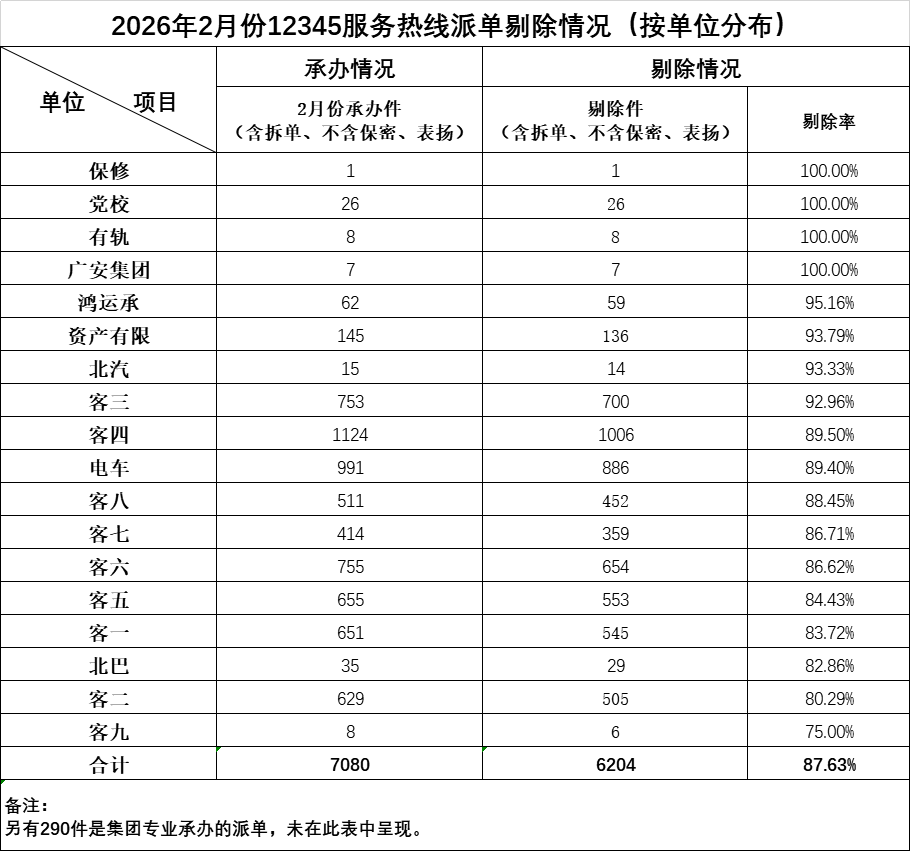 2026年2月份12345服务热线派单剔除情况（按单位分布）
单位 项目 承办情况 剔除情况
2月份承办件 剔除件 剔除率
（含拆单、不含保密、表扬） （含拆单、不含保密、表扬）
保修 1 1 100.00%
党校 26 26 100.00%
有轨 8 8 100.00%
广安集团 7 7 100.00%
鸿运承 62 59 95.16%
资产有限 145 136 93.79%
北汽 15 14 93.33%
客三 753 700 92.96%
客四 1124 1006 89.50%
电车 991 886 89.40%
客八 511 452 88.45%
客七 414 359 86.71%
客六 755 654 86.62%
客五 655 553 84.43%
客一 651 545 83.72%
北巴 35 29 82.86%
客二 629 505 80.29%
客九 8 6 75.00%
合计 7080 6204 87.63%
备注：
另有290件是集团专业承办的派单，未在此表中呈现。